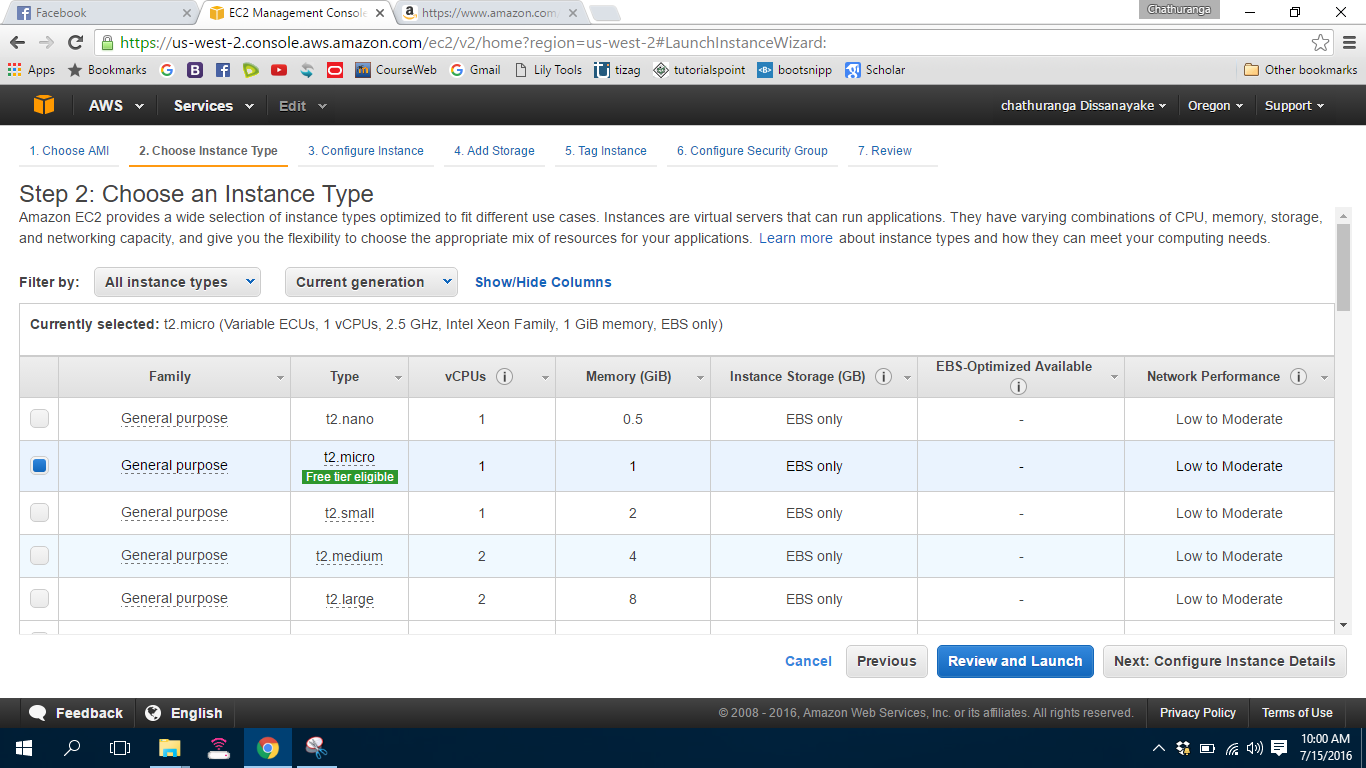 Facebook
EC2 Management Console
https://www.amazon.com
Chathuranga
https://us-west-2.console.aws.amazon.com/ec2/v2/home?region=us-west-2#LaunchInstanceWizard:
Apps Bookmarks CourseWeb Gmail Lily Tools tizag tutorialspoint bootsnipp Scholar Other bookmarks
AWS Services Edit chathuranga Dissanayake Oregon Support
1. Choose AMI 2. Choose Instance Type 3. Configure Instance 4. Add Storage 5. Tag Instance 6. Configure Security Group 7. Review
Step 2: Choose an Instance Type
Amazon EC2 provides a wide selection of instance types optimized to fit different use cases. Instances are virtual servers that can run applications. They have varying combinations of CPU, memory, storage,
and networking capacity, and give you the flexibility to choose the appropriate mix of resources for your applications. Learn more about instance types and how they can meet your computing needs.
Filter by: All instance types Current generation Show/Hide Columns
Currently selected: t2.micro (Variable ECUs, 1 vCPUs, 2.5 GHz, Intel Xeon Family, 1 GiB memory, EBS only)
Family Type vCPUs Memory (GiB) Instance Storage (GB) EBS-Optimized Available Network Performance
General purpose t2.nano 1 0.5 EBS only - Low to Moderate
General purpose t2.micro 1 1 EBS only - Low to Moderate
Free tier eligible
General purpose t2.small 1 2 EBS only - Low to Moderate
General purpose t2.medium 2 4 EBS only - Low to Moderate
General purpose t2.large 2 8 EBS only - Low to Moderate
Cancel Previous Review and Launch Next: Configure Instance Details
Feedback English © 2008 - 2016, Amazon Web Services, Inc. or its affiliates. All rights reserved. Privacy Policy Terms of Use
10:00 AM
7/15/2016